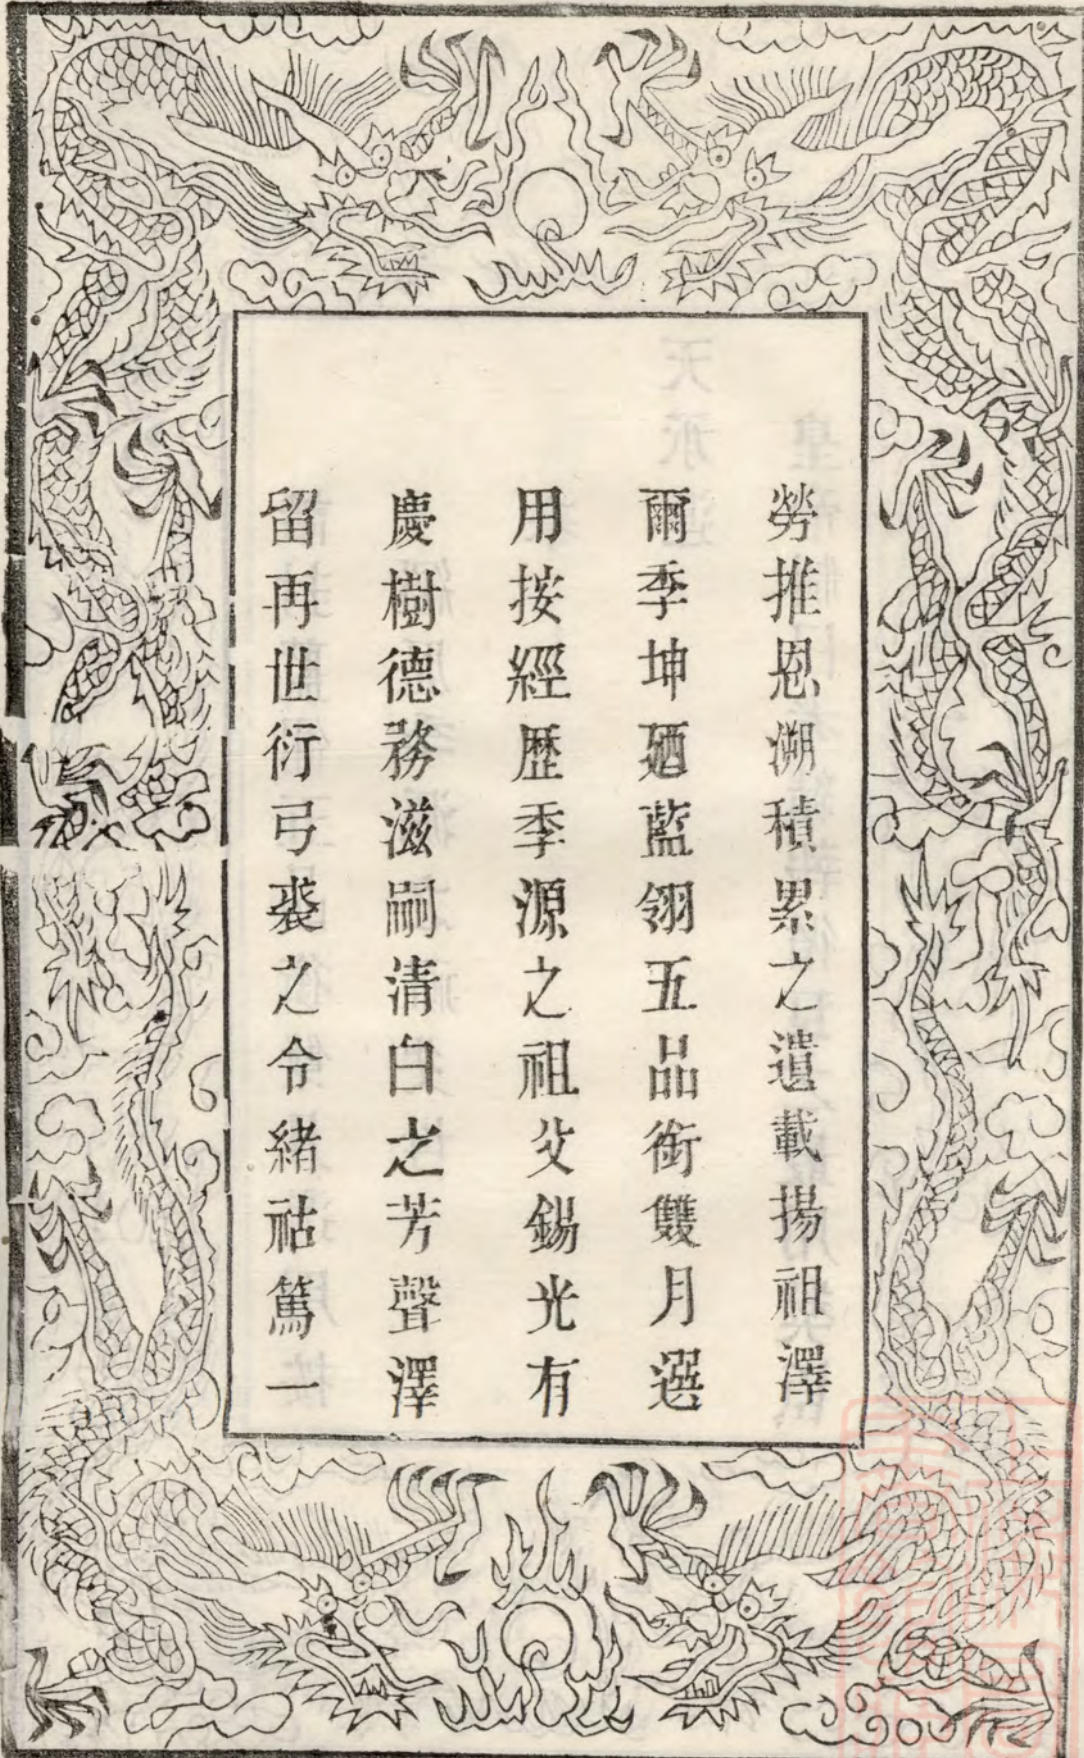 勞推恩溯積累之遺載揚祖澤
爾季坤廼藍翎五品銜雙月選
用按經歷季源之祖父錫光有
慶樹德務滋嗣清白之芳聲澤
留再世衍弓裘之令緒祜篤一